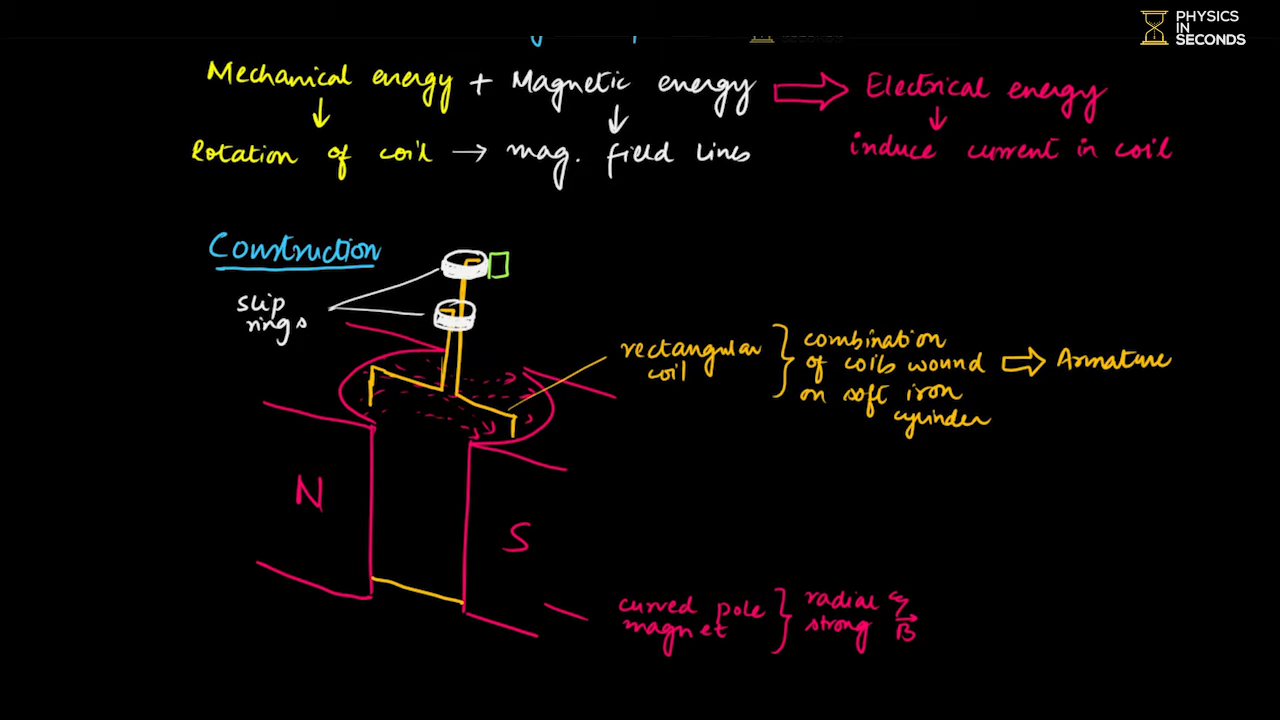 PHYSICS
IN
SECONDS
Mechanical energy + Magnetic energy ⇒ Electrical energy
↓ ↓ ↓
Rotation of coil → mag. field lines induce current in coil
Construction
slip
rings
rectangular
coil
combination
of coils wound
on soft iron
cylinder
⇒ Armature
N
S
curved pole
magnet
radial
strong B